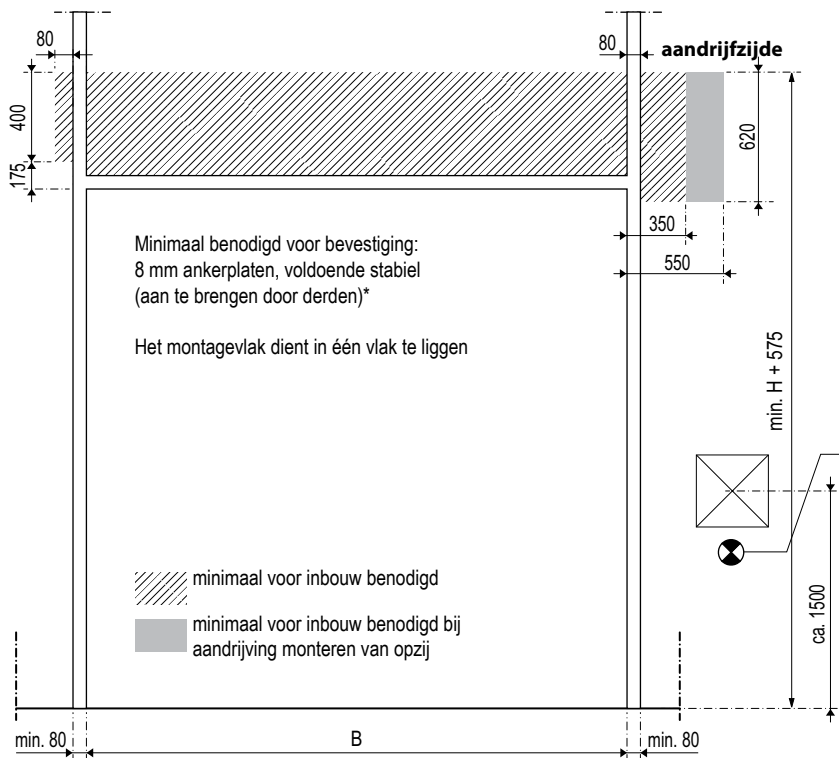 80
80
aandrijfzijde
400
175
620
350
550
Minimaal benodigd voor bevestiging:
8 mm ankerplaten, voldoende stabiel
(aan te brengen door derden)*
Het montagevlak dient in één vlak te liggen
min. H + 575
minimaal voor inbouw benodigd
minimaal voor inbouw benodigd bij
aandrijving monteren van opzij
ca. 1500
min. 80
B
min. 80